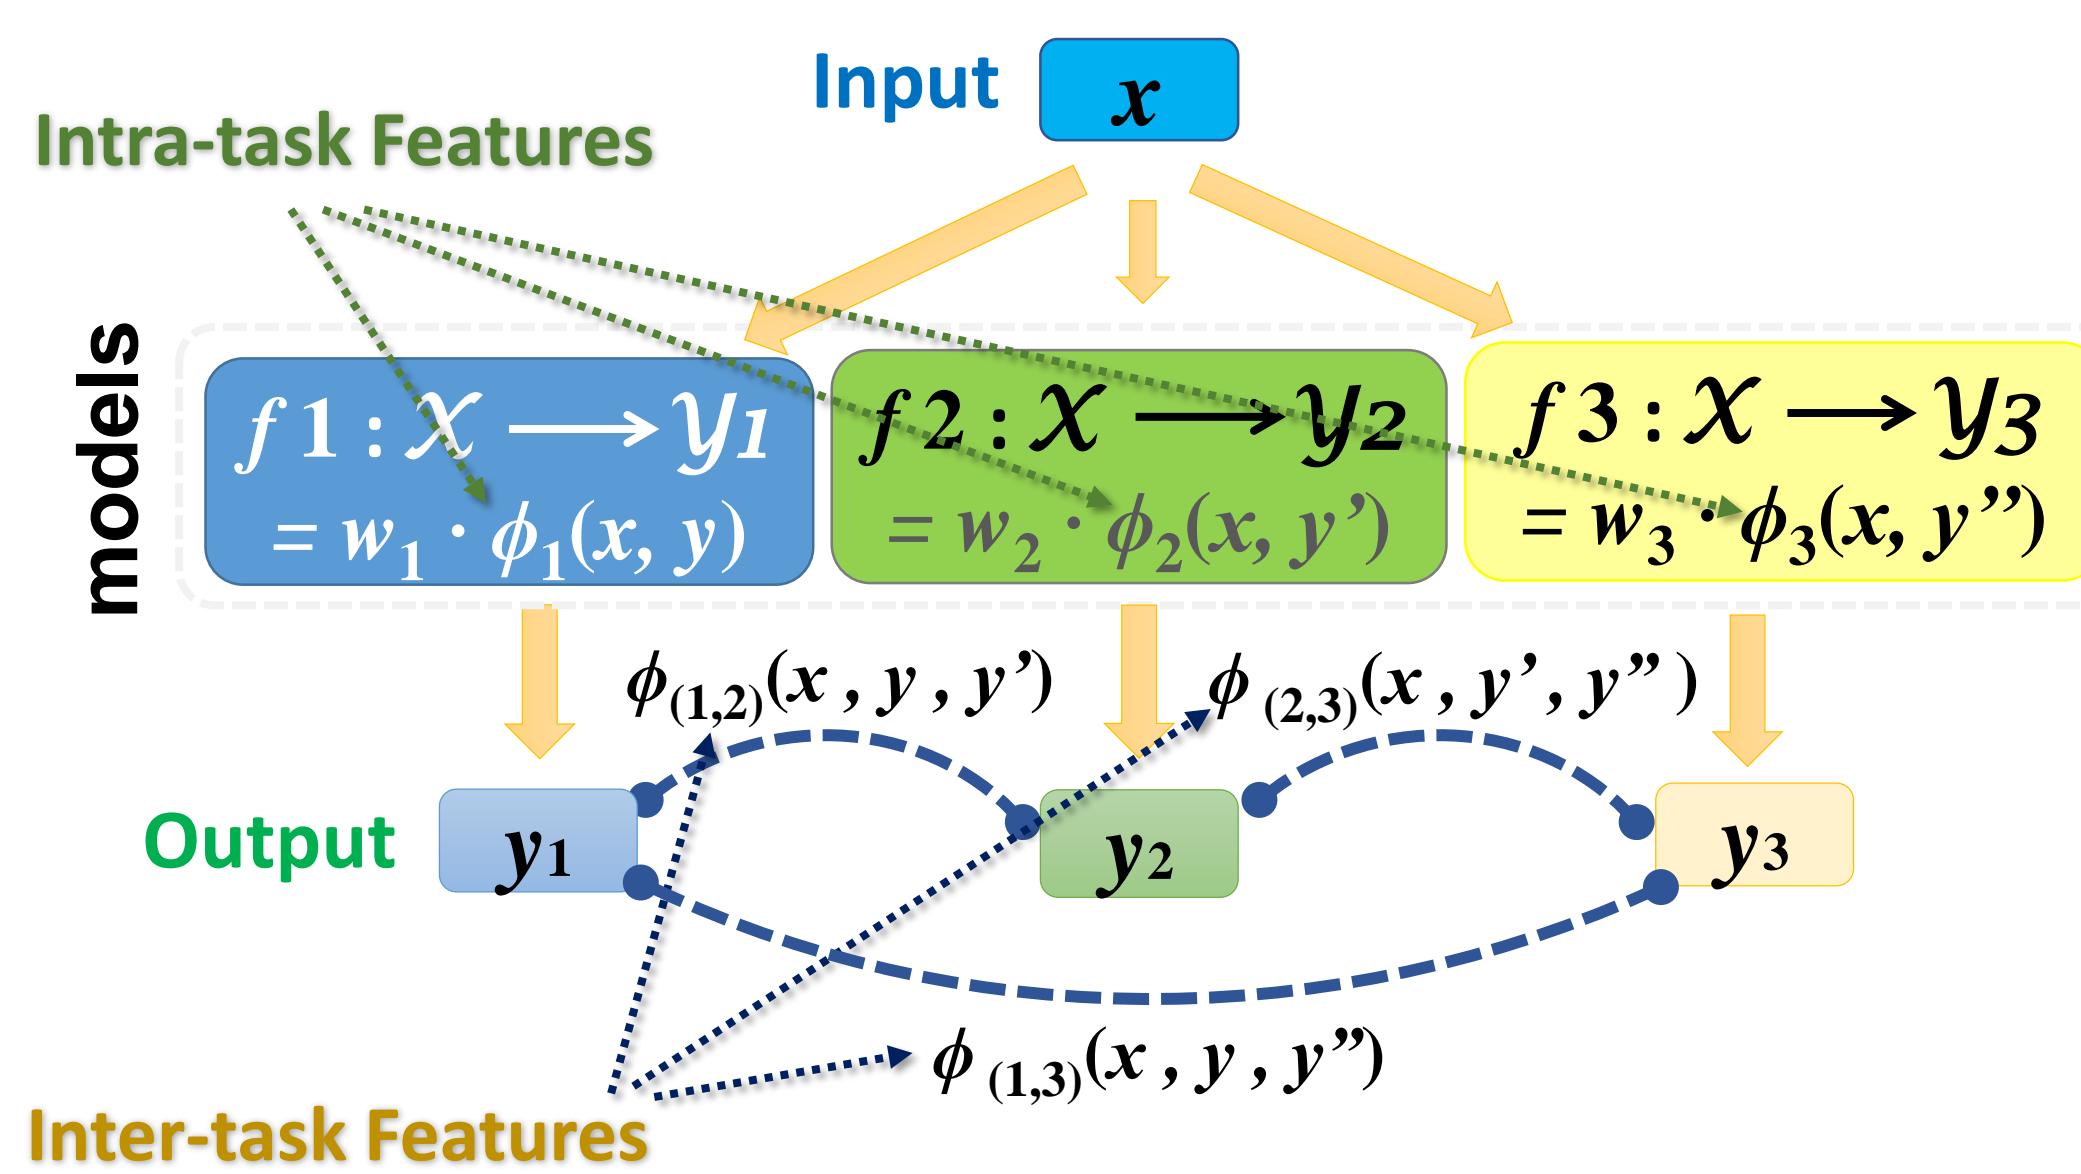 Input
x
Intra-task Features
models
f 1 : X → y1
= w1 · ϕ1(x, y)
f 2 : X → y2
= w2 · ϕ2(x, y’)
f 3 : X → y3
= w3 · ϕ3(x, y”)
ϕ(1,2)(x , y , y’)
ϕ (2,3)(x , y’ , y” )
Output
y1
y2
y3
ϕ (1,3)(x , y , y”)
Inter-task Features